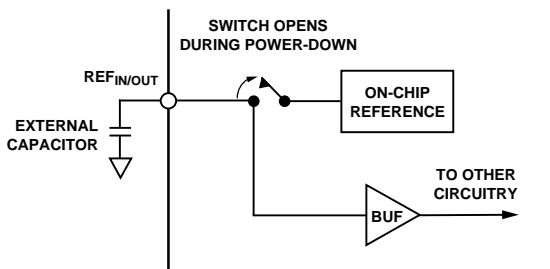 SWITCH OPENS
DURING POWER-DOWN
REFIN/OUT
ON-CHIP
REFERENCE
EXTERNAL
CAPACITOR
TO OTHER
CIRCUITRY
BUF